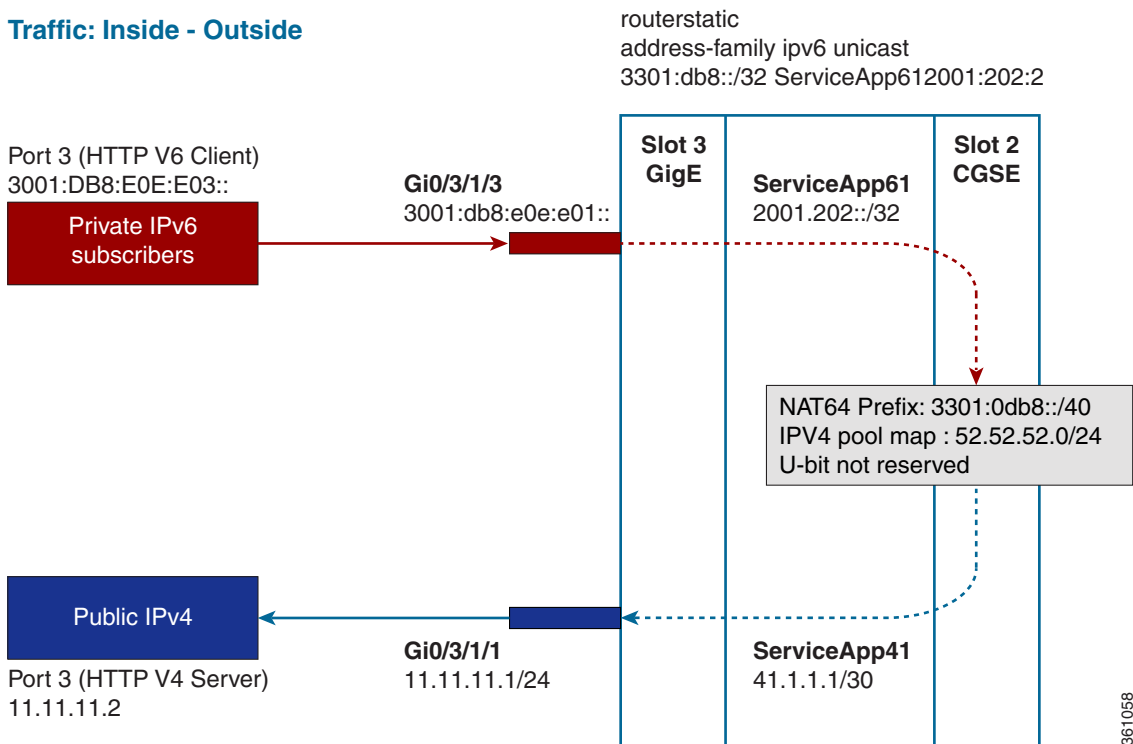 Traffic: Inside - Outside
routerstatic
address-family ipv6 unicast
3301:db8::/32 ServiceApp612001:202:2
Port 3 (HTTP V6 Client)
3001:DB8:E0E:E03::
Private IPv6
subscribers
Gi0/3/1/3
3001:db8:e0e:e01::
Slot 3
GigE
ServiceApp61
2001.202::/32
Slot 2
CGSE
NAT64 Prefix: 3301:0db8::/40
IPV4 pool map : 52.52.52.0/24
U-bit not reserved
Public IPv4
Port 3 (HTTP V4 Server)
11.11.11.2
Gi0/3/1/1
11.11.11.1/24
ServiceApp41
41.1.1.1/30
361058